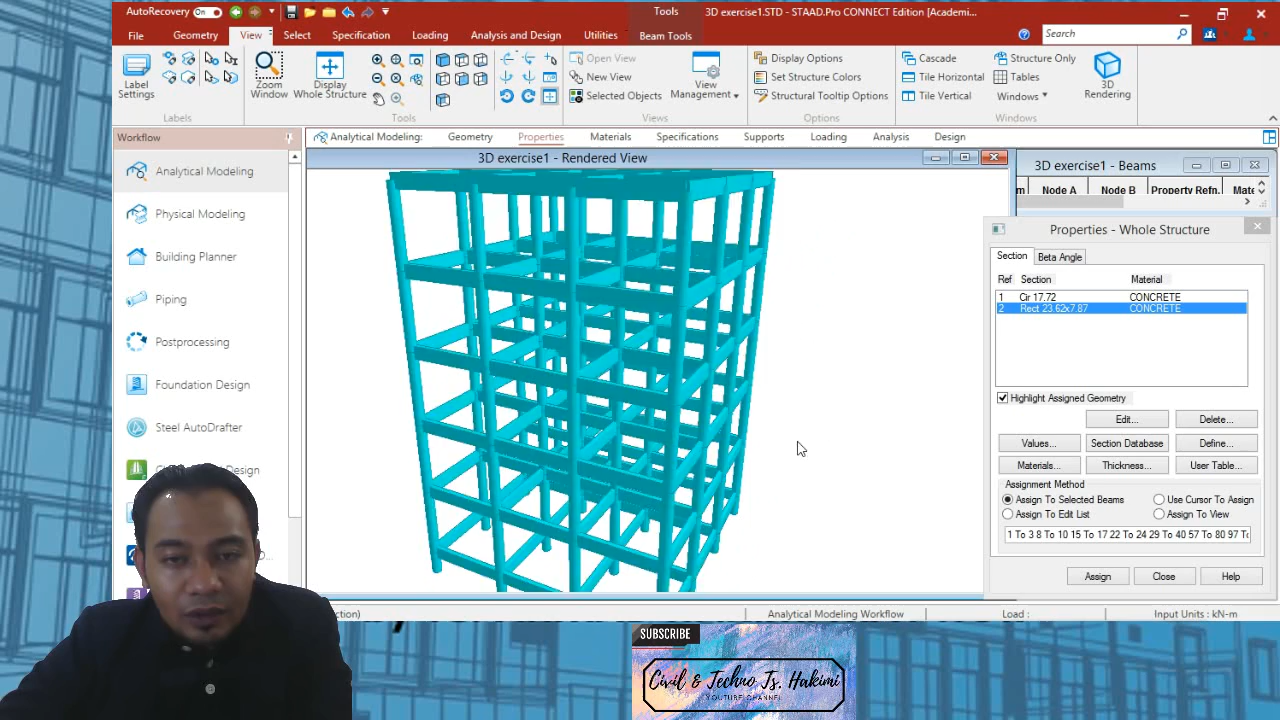 AutoRecovery On
Tools
3D exercise1.STD - STAAD.Pro CONNECT Edition [Academi...
File Geometry View Select Specification Loading Analysis and Design Utilities Beam Tools
Search
Label Settings
Zoom Window
Display Whole Structure
Open View
New View
Selected Objects
View Management
Display Options
Set Structure Colors
Structural Tooltip Options
Cascade
Tile Horizontal
Tile Vertical
Structure Only
Tables
Windows
3D Rendering
Labels Tools Views Options Windows
Workflow
Analytical Modeling: Geometry Properties Materials Specifications Supports Loading Analysis Design
Analytical Modeling
Physical Modeling
Building Planner
Piping
Postprocessing
Foundation Design
Steel AutoDrafter
3D exercise1 - Rendered View
3D exercise1 - Beams
Node A Node B Property Refn. Mate
Properties - Whole Structure
Section Beta Angle
Ref Section Material
1 Cir 17.72 CONCRETE
2 Rect 23.62x7.87 CONCRETE
Highlight Assigned Geometry
Edit... Delete...
Values... Section Database Define...
Materials... Thickness... User Table...
Assignment Method
Assign To Selected Beams Use Cursor To Assign
Assign To Edit List Assign To View
1 To 3 8 To 10 15 To 17 22 To 24 29 To 40 57 To 80 97 To
Assign Close Help
Analytical Modeling Workflow Load : Input Units : kN-m
SUBSCRIBE
Civil & Techno Ts. Hakimi
YOUTUBE CHANNEL